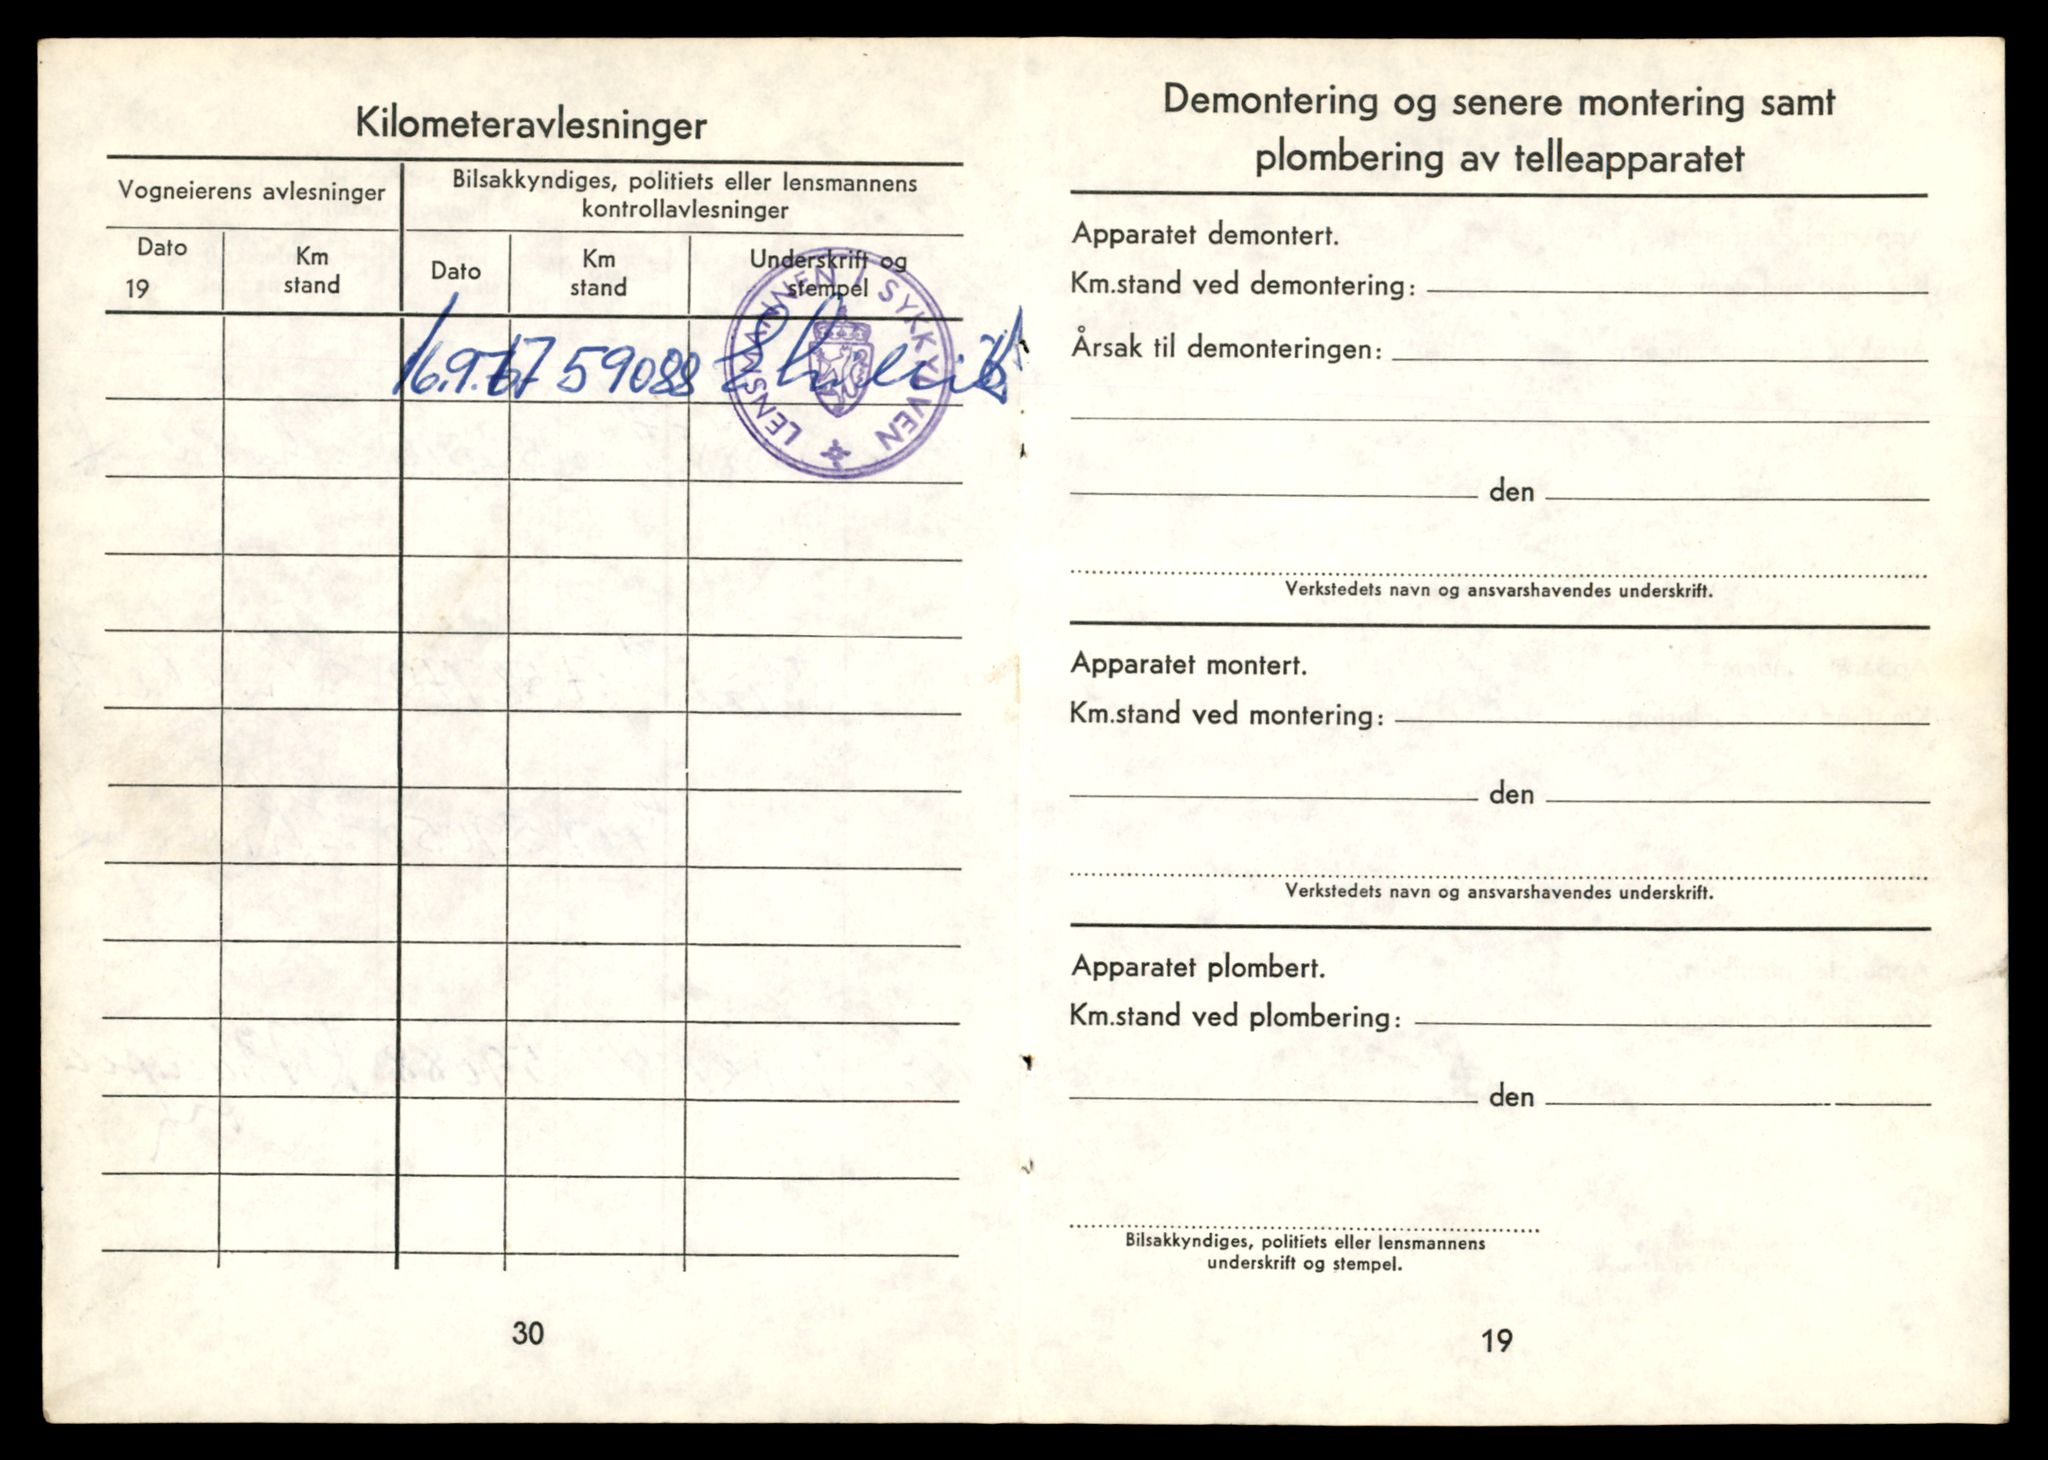 Kilometeravlesninger
Vogneierens avlesninger
Bilsakkyndiges, politiets eller lensmannens
kontrollavlesninger
Dato
19
Km
stand
Dato
Km
stand
Underskrift og
stempel
16.9.67 59088
LENSMANNEN I SYKKYLVEN
30
Demontering og senere montering samt
plombering av telleapparatet
Apparatet demontert.
Km.stand ved demontering:
Årsak til demonteringen:
den
Verkstedets navn og ansvarshavendes underskrift.
Apparatet montert.
Km.stand ved montering:
den
Verkstedets navn og ansvarshavendes underskrift.
Apparatet plombert.
Km.stand ved plombering:
den
Bilsakkyndiges, politiets eller lensmannens
underskrift og stempel.
19